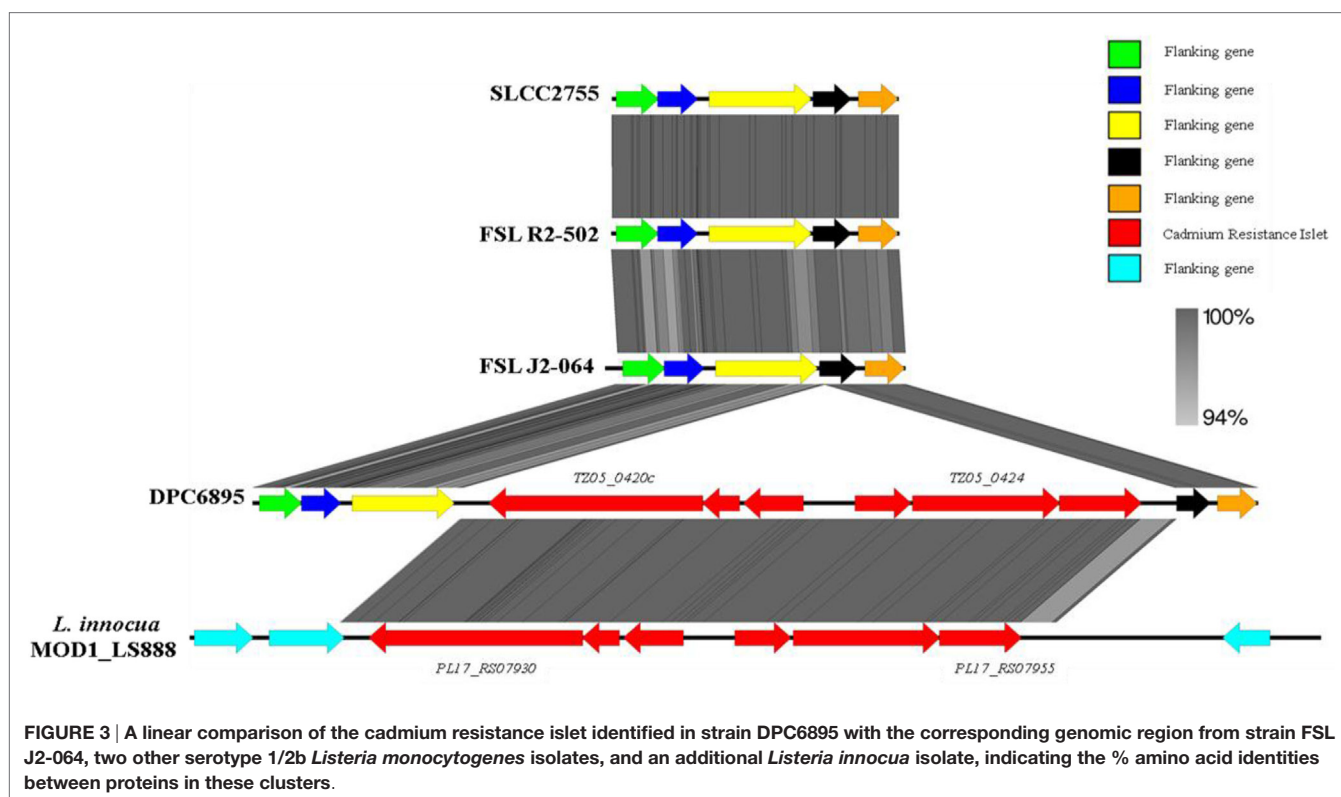 SLCC2755
FSL R2-502
FSL J2-064
DPC6895
TZ05_0420c
TZ05_0424
L. innocua
MOD1_LS888
PL17_RS07930
PL17_RS07955
Flanking gene
Flanking gene
Flanking gene
Flanking gene
Flanking gene
Cadmium Resistance Islet
Flanking gene
100%
94%
FIGURE 3 | A linear comparison of the cadmium resistance islet identified in strain DPC6895 with the corresponding genomic region from strain FSL
J2-064, two other serotype 1/2b Listeria monocytogenes isolates, and an additional Listeria innocua isolate, indicating the % amino acid identities
between proteins in these clusters.